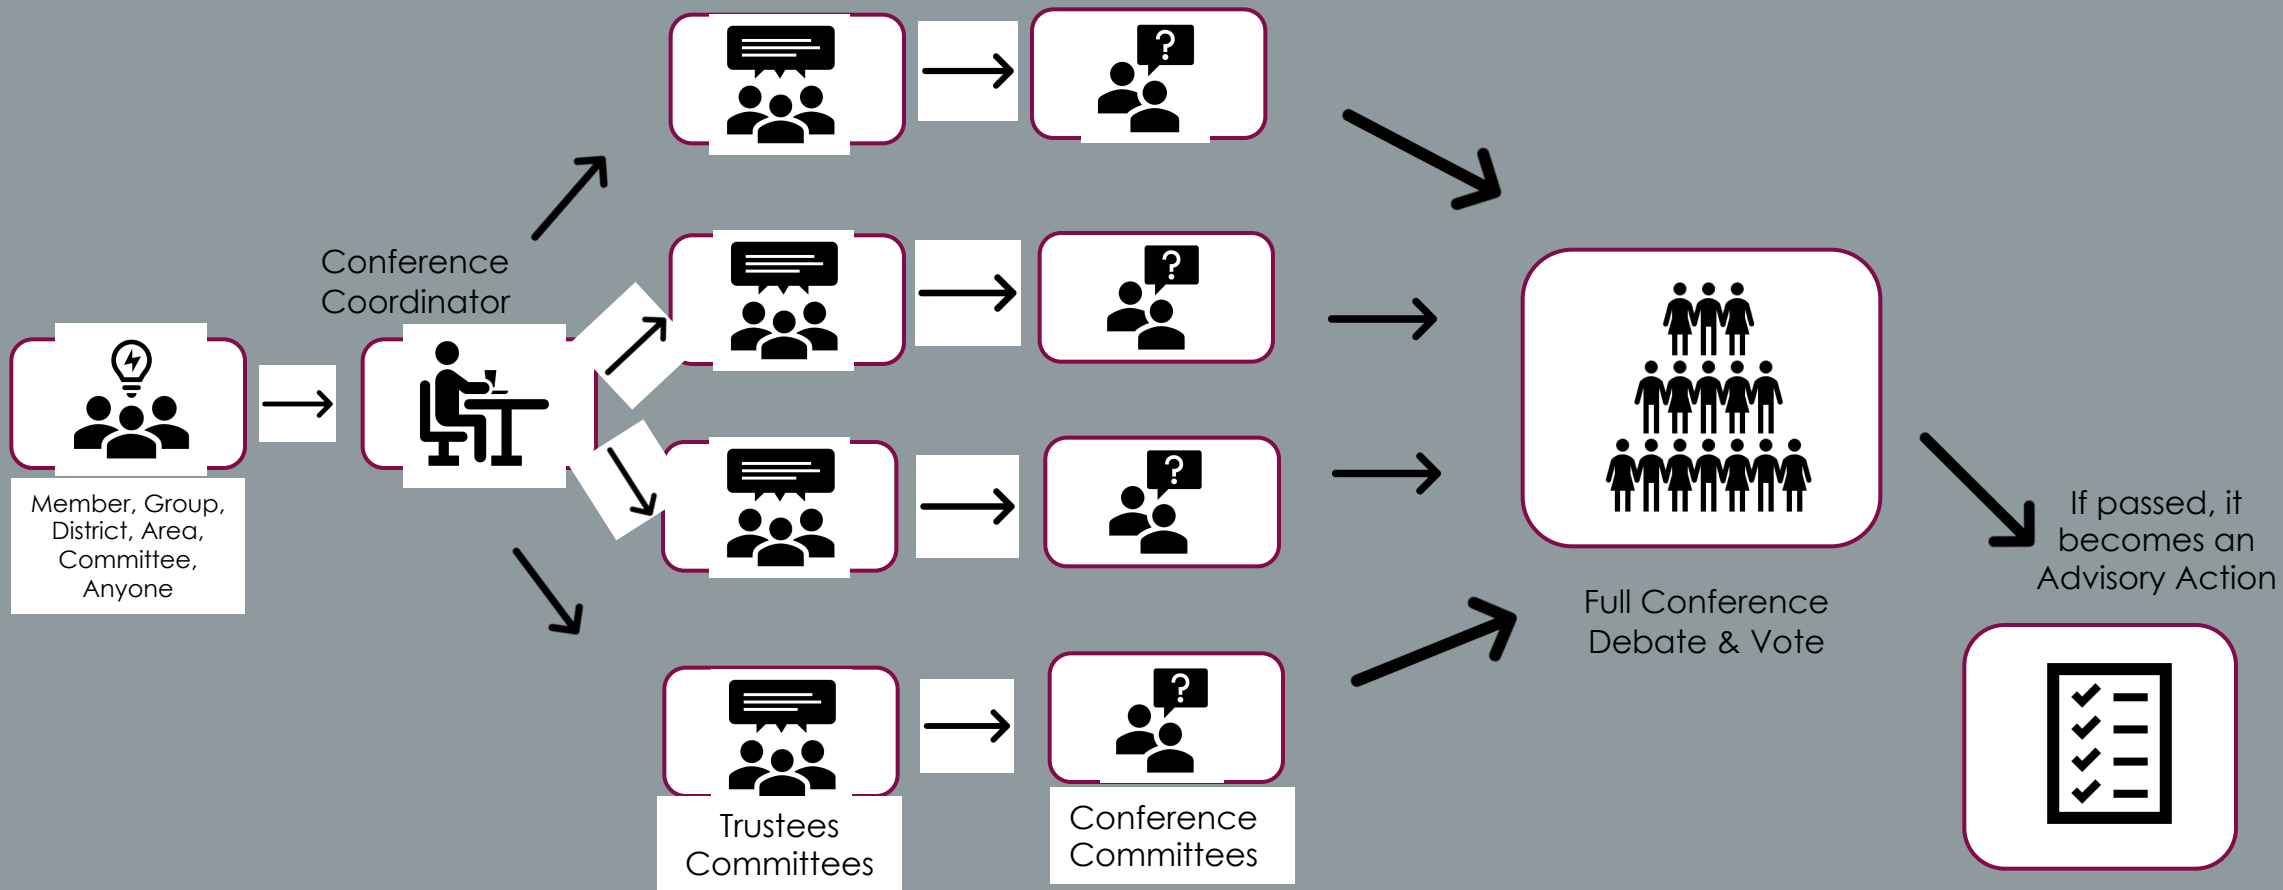 Conference
Coordinator
Member, Group,
District, Area,
Committee,
Anyone
?
?
?
?
Trustees
Committees
Conference
Committees
Full Conference
Debate & Vote
If passed, it
becomes an
Advisory Action